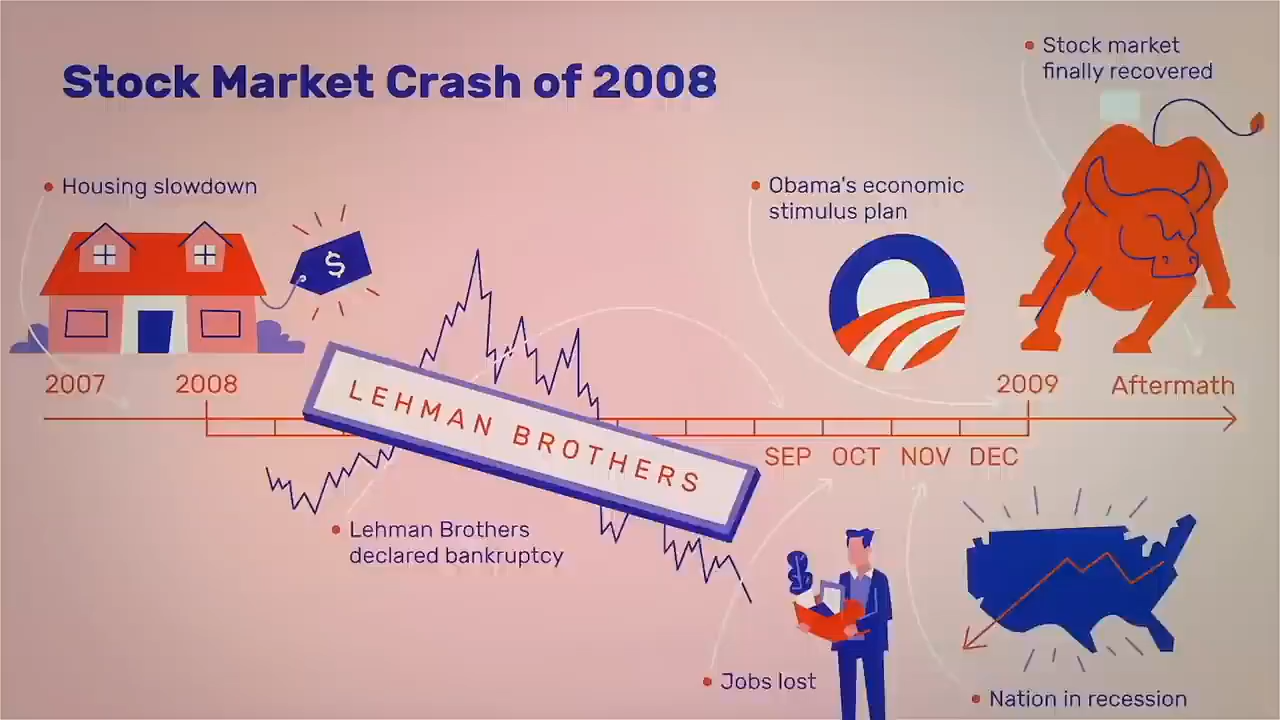 Stock Market Crash of 2008
Stock market
finally recovered
Housing slowdown
$
Obama's economic
stimulus plan
2007
2008
2009
Aftermath
LEHMAN BROTHERS
SEP
OCT
NOV
DEC
Lehman Brothers
declared bankruptcy
Jobs lost
Nation in recession